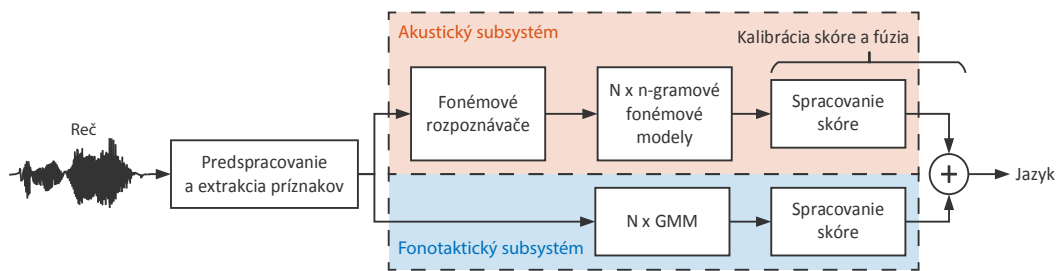 Akustický subsystém
Kalibrácia skóre a fúzia
Reč
Predspracovanie
a extrakcia príznakov
Fonémové
rozpoznávače
N x n-gramové
fonémové
modely
Spracovanie
skóre
+
Jazyk
N x GMM
Spracovanie
skóre
Fonotaktický subsystém